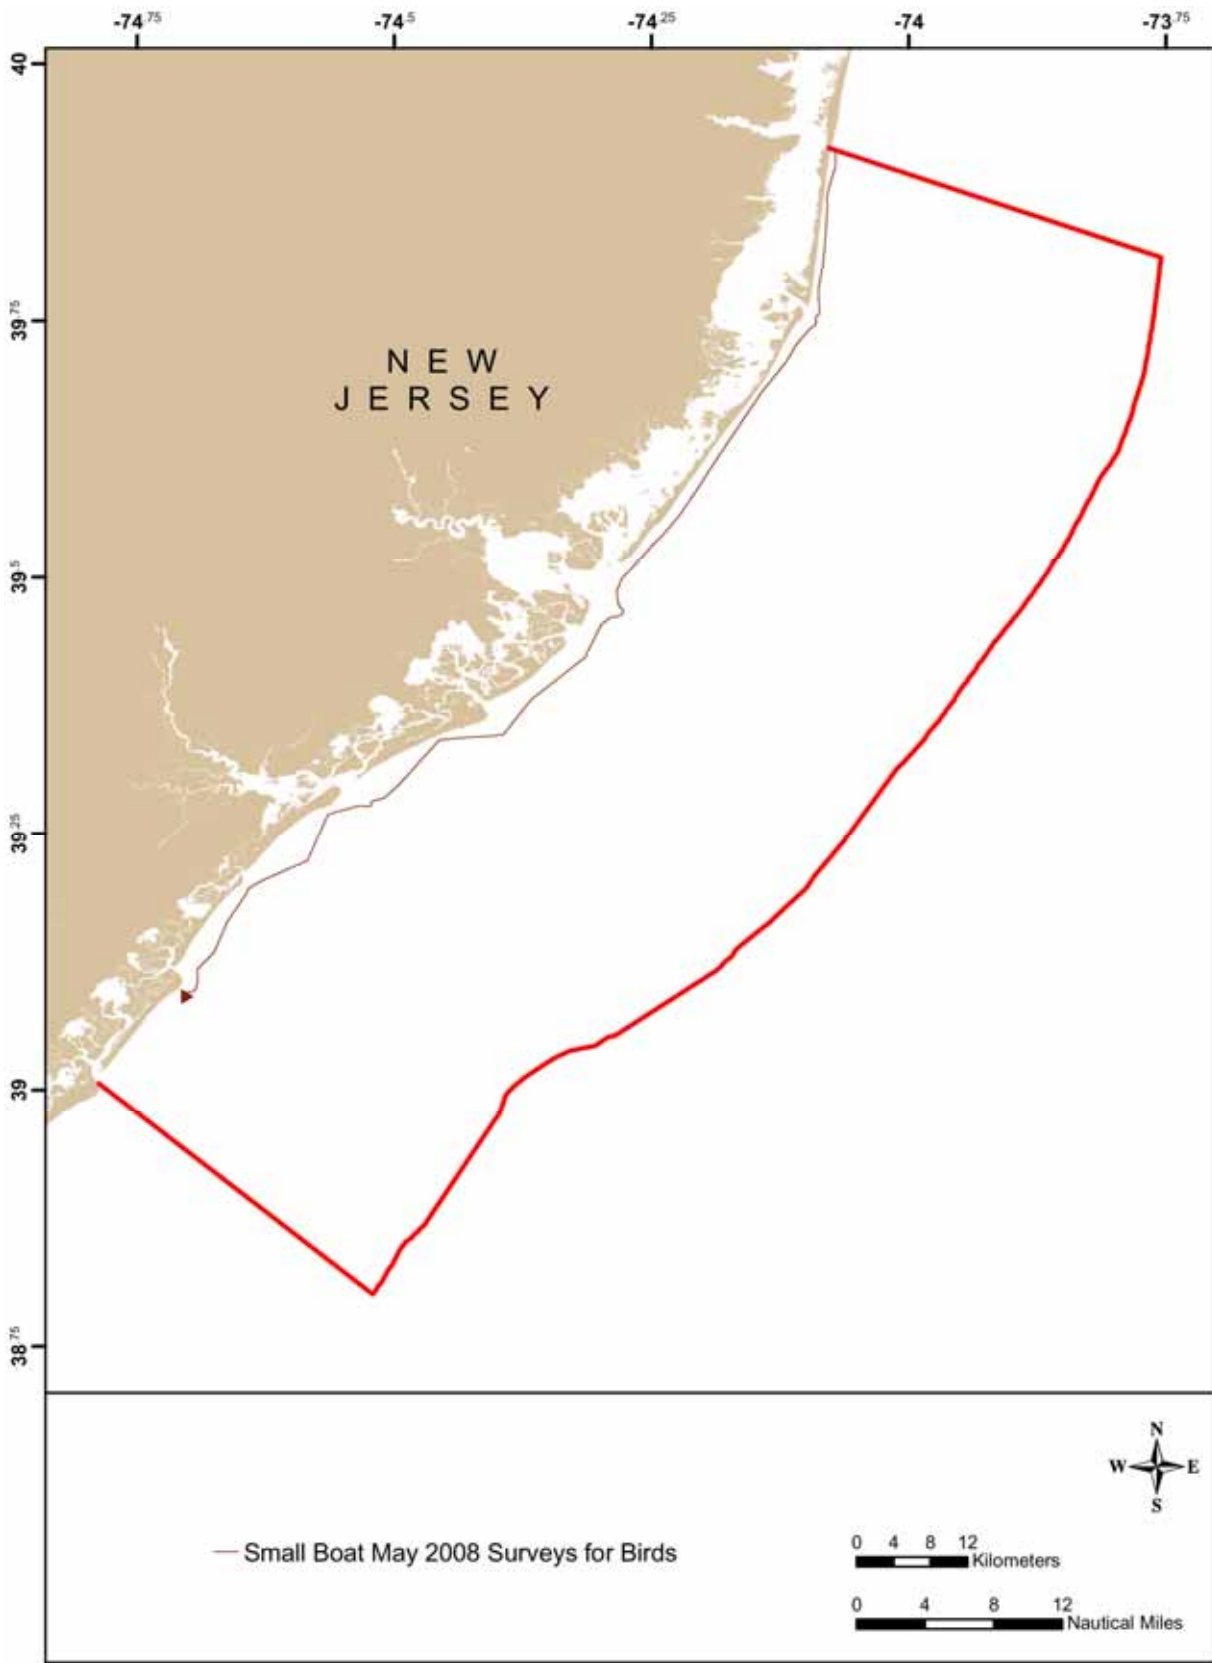 -74.75 -74.5 -74.25 -74 -73.75
40
39.75
39.5
39.25
39
38.75
NEW
JERSEY
N
W E
S
Small Boat May 2008 Surveys for Birds
0 4 8 12
Kilometers
0 4 8 12
Nautical Miles